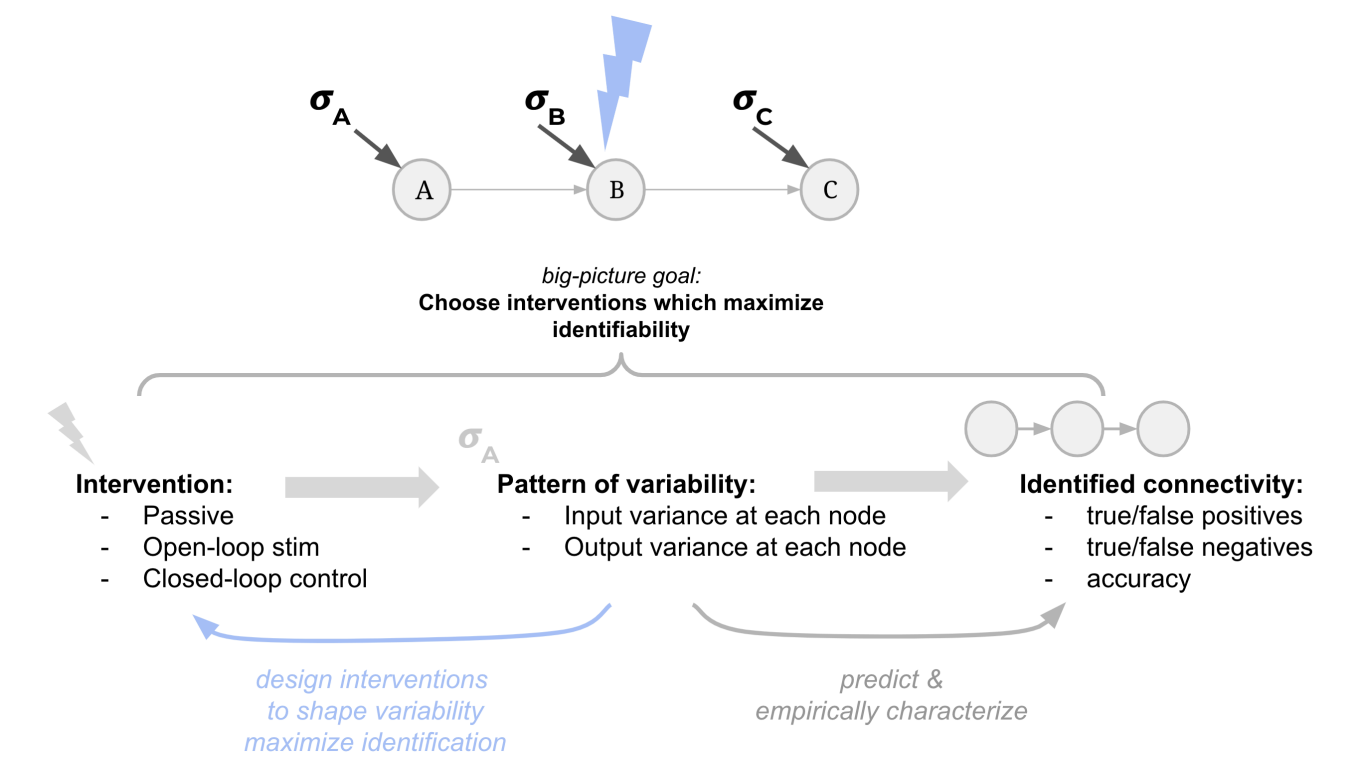 σA
σB
σC
A
B
C
big-picture goal:
Choose interventions which maximize
identifiability
σA
Intervention:
- Passive
- Open-loop stim
- Closed-loop control
Pattern of variability:
- Input variance at each node
- Output variance at each node
Identified connectivity:
- true/false positives
- true/false negatives
- accuracy
design interventions
to shape variability
maximize identification
predict &
empirically characterize